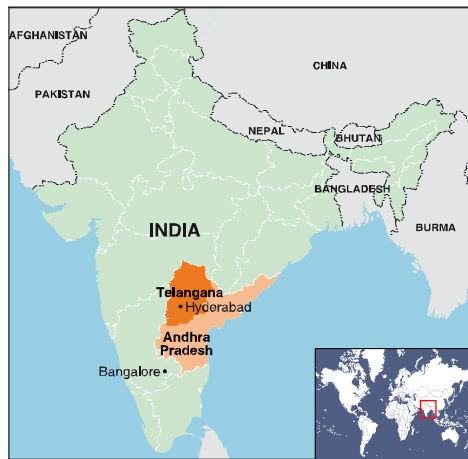 AFGHANISTAN
CHINA
PAKISTAN
NEPAL
BHUTAN
BANGLADESH
BURMA
INDIA
Telangana
Hyderabad
Andhra
Pradesh
Bangalore